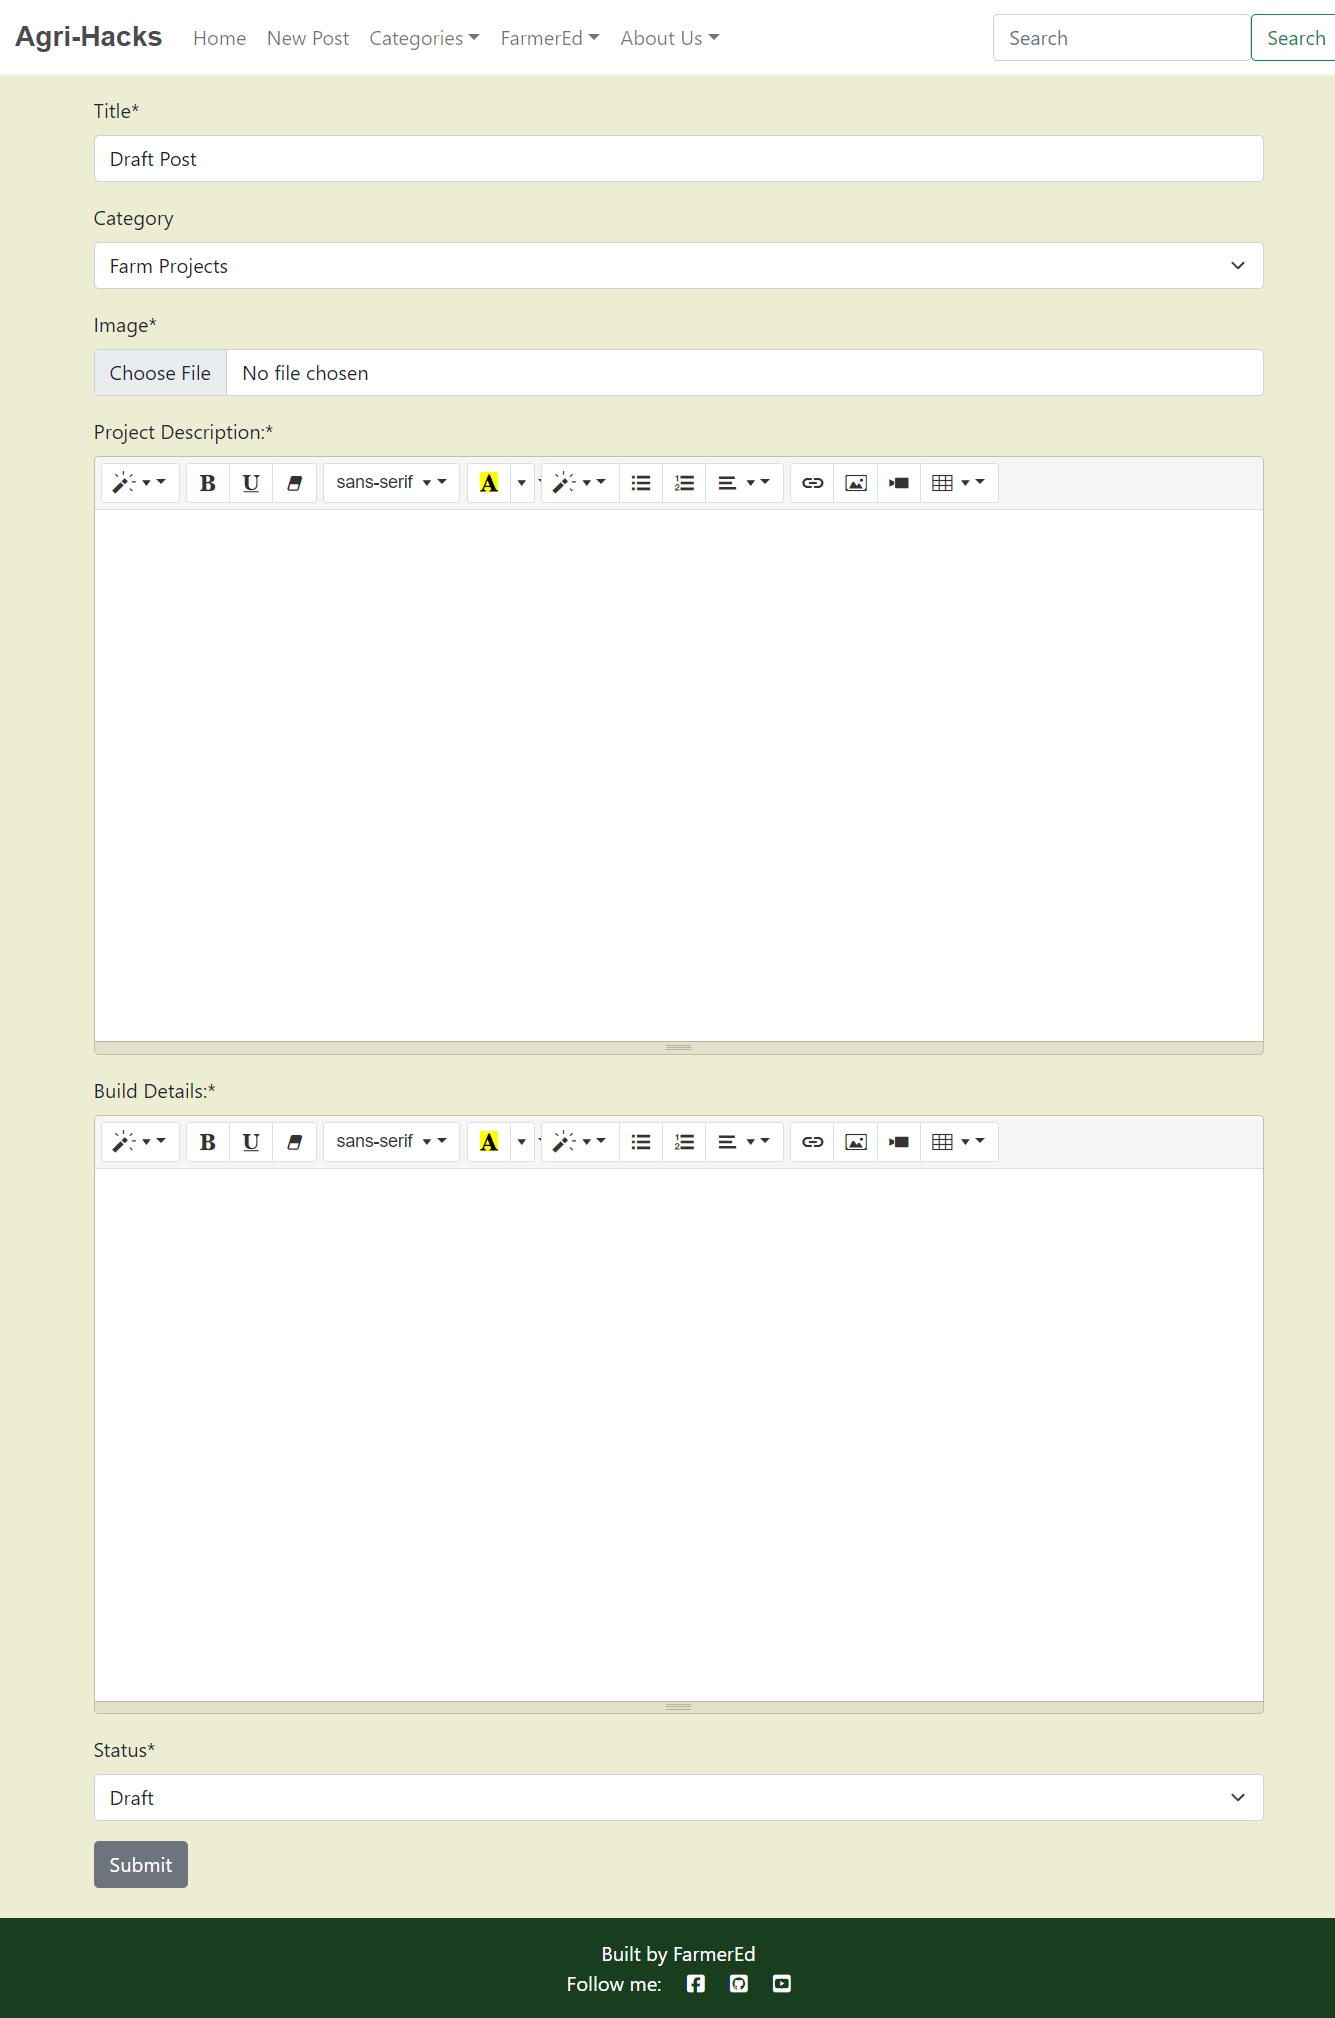 Agri-Hacks Home New Post Categories FarmerEd About Us Search Search
Title*
Draft Post
Category
Farm Projects
Image*
Choose File No file chosen
Project Description:*
B U sans-serif A
Build Details:*
B U sans-serif A
Status*
Draft
Submit
Built by FarmerEd
Follow me: